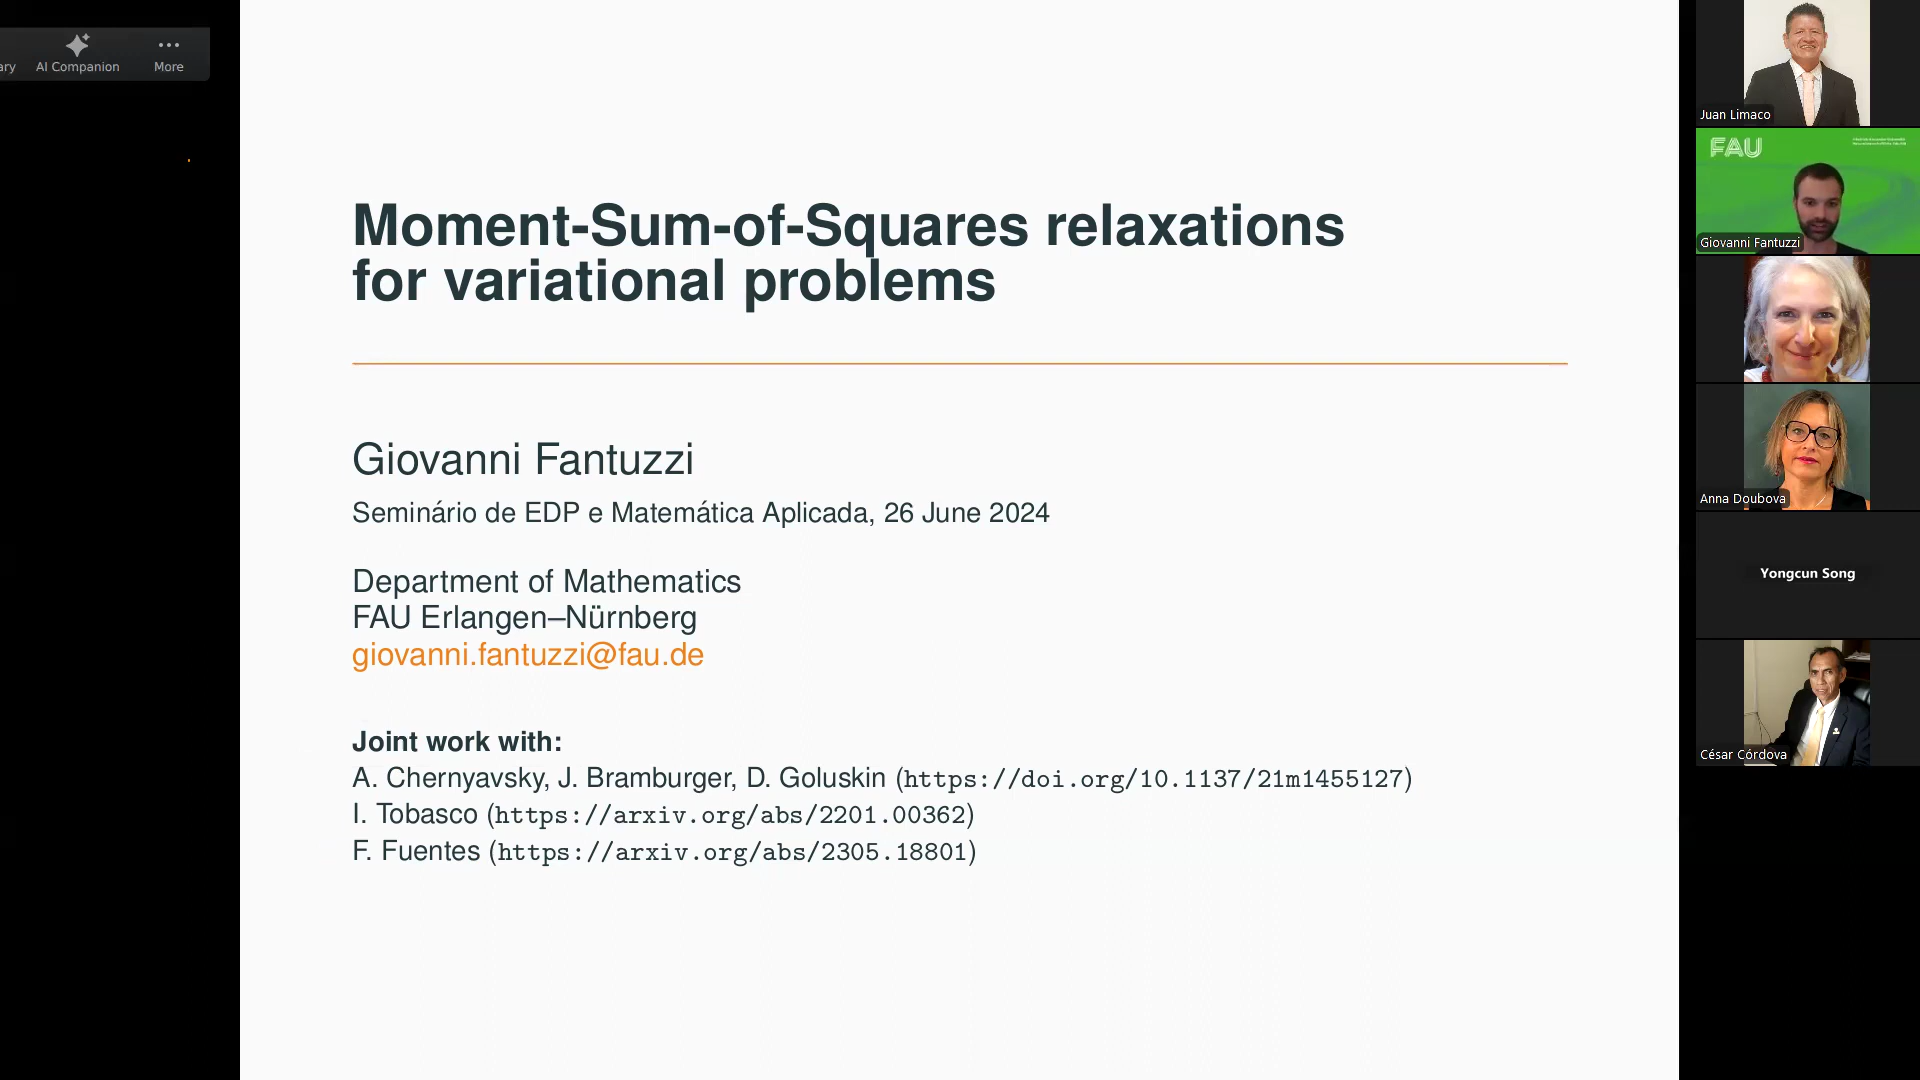 ary
AI Companion
More
Moment-Sum-of-Squares relaxations
for variational problems
Giovanni Fantuzzi
Seminário de EDP e Matemática Aplicada, 26 June 2024
Department of Mathematics
FAU Erlangen–Nürnberg
giovanni.fantuzzi@fau.de
Joint work with:
A. Chernyavsky, J. Bramburger, D. Goluskin (https://doi.org/10.1137/21m1455127)
I. Tobasco (https://arxiv.org/abs/2201.00362)
F. Fuentes (https://arxiv.org/abs/2305.18801)
Juan Limaco
FAU
Giovanni Fantuzzi
Anna Doubova
Yongcun Song
César Córdova